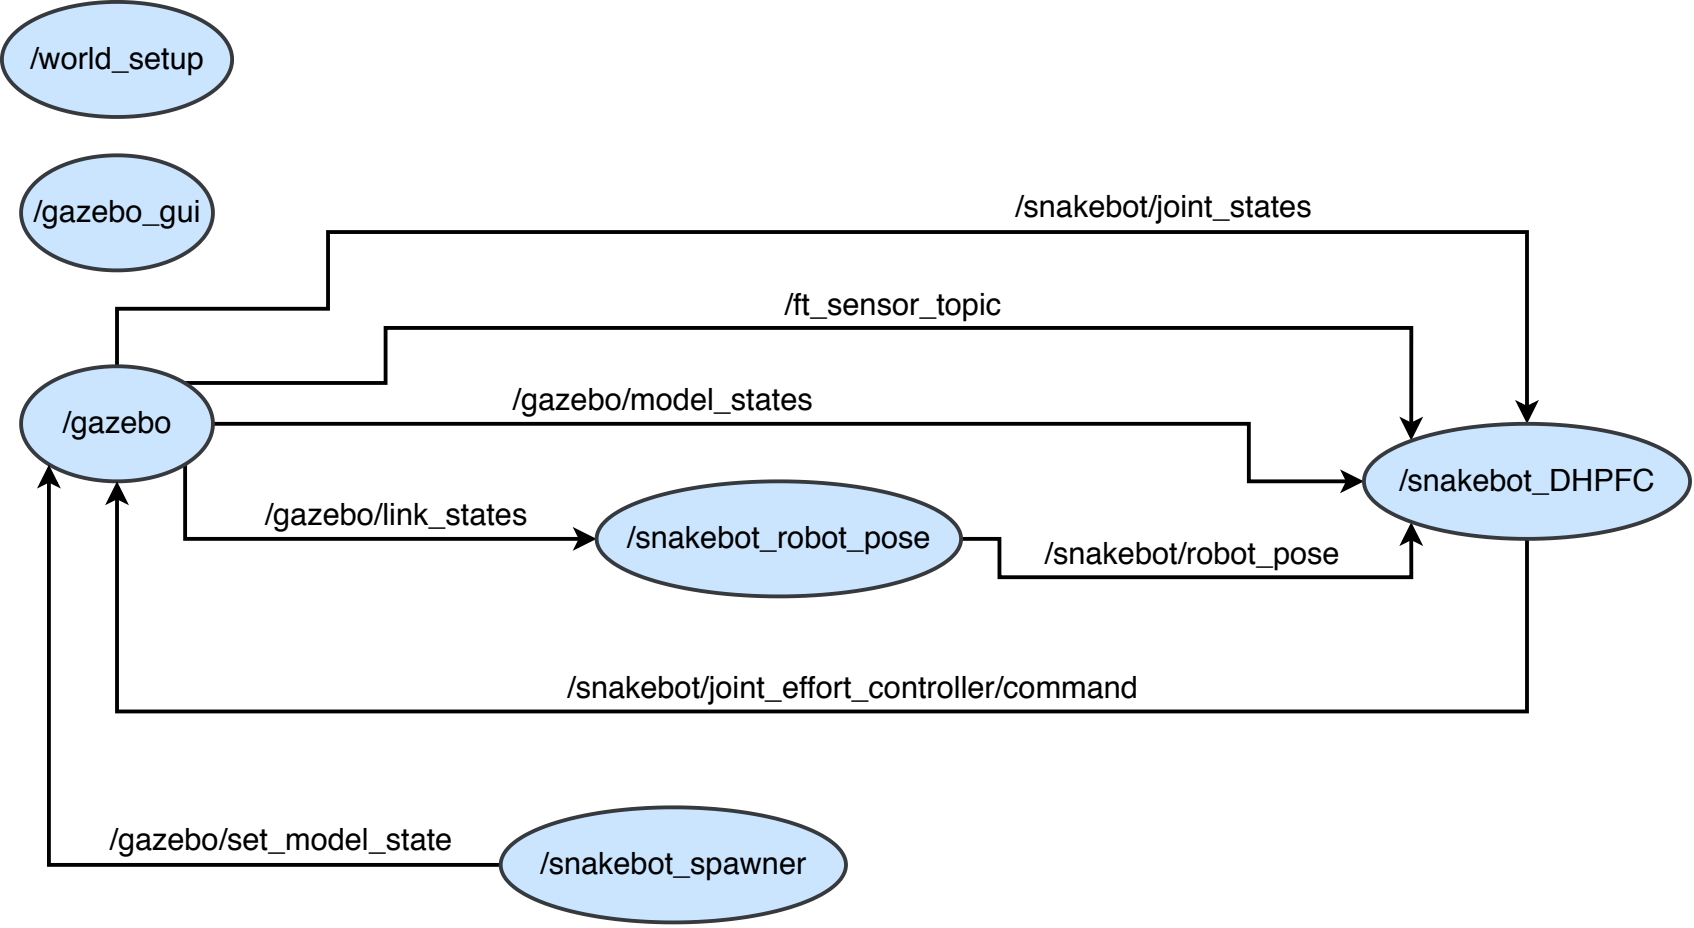 /world_setup
/gazebo_gui
/snakebot/joint_states
/ft_sensor_topic
/gazebo/model_states
/gazebo
/snakebot_DHPFC
/gazebo/link_states
/snakebot_robot_pose
/snakebot/robot_pose
/snakebot/joint_effort_controller/command
/gazebo/set_model_state
/snakebot_spawner